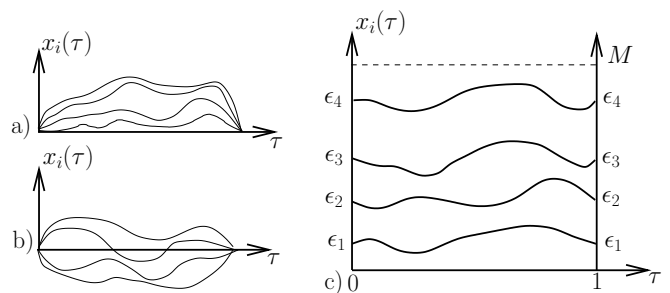 x_i(τ)
a)
τ
x_i(τ)
b)
τ
x_i(τ)
M
ϵ_4 ϵ_4
ϵ_3 ϵ_3
ϵ_2 ϵ_2
ϵ_1 ϵ_1
τ
c) 0 1